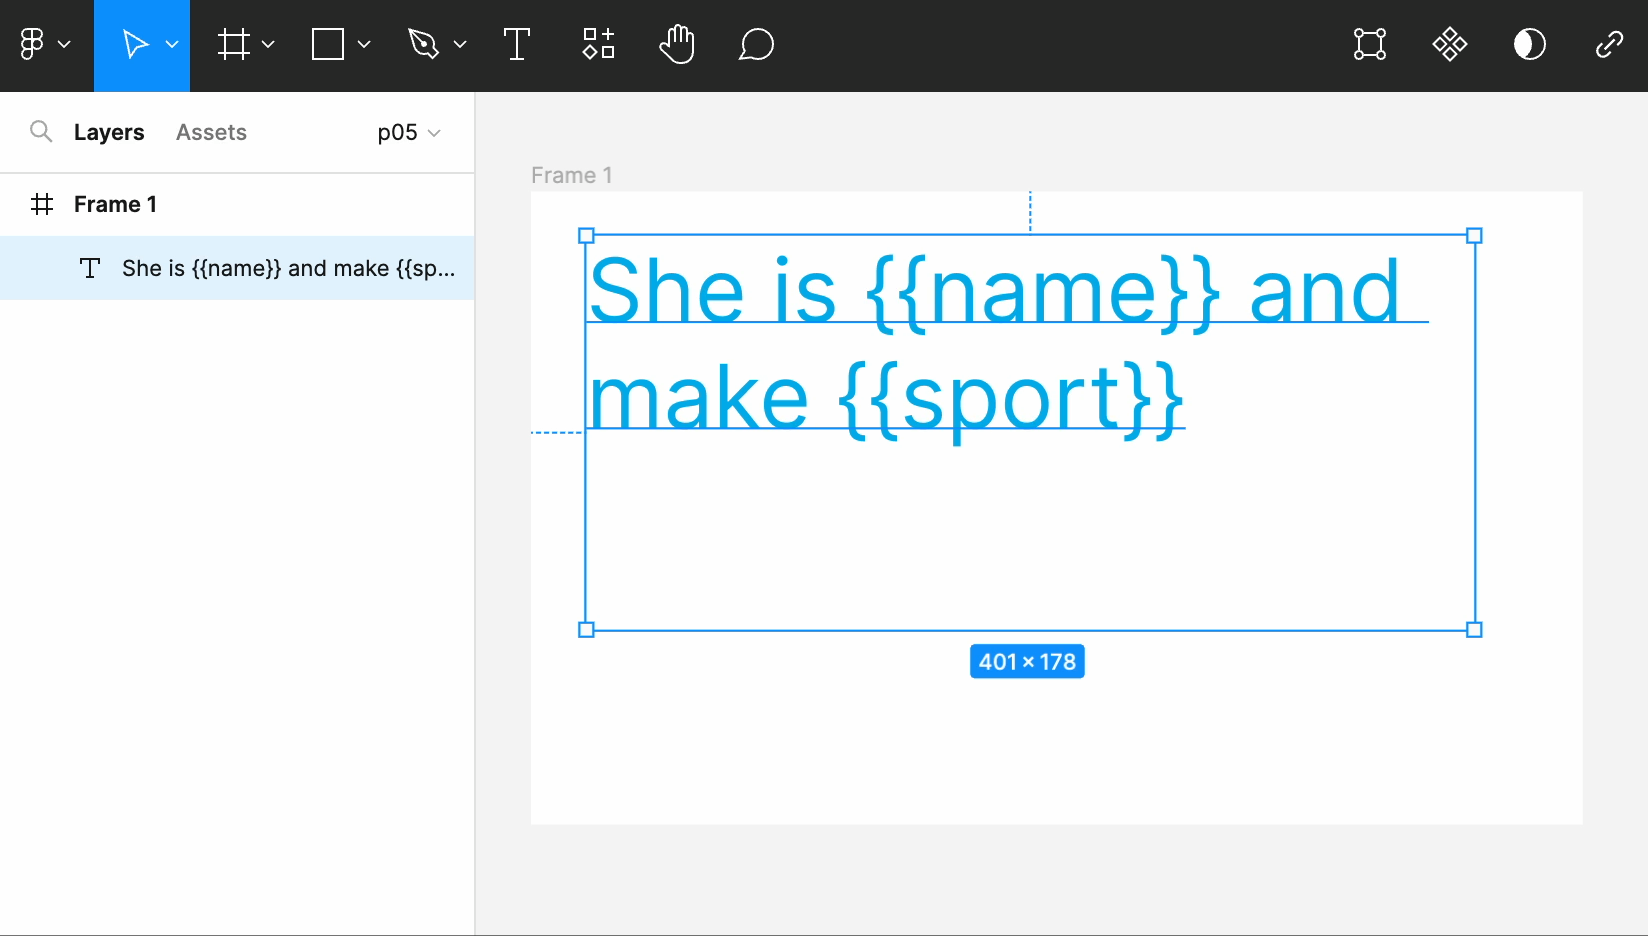 Layers Assets p05
Frame 1
She is {{name}} and make {{sp...
Frame 1
She is {{name}} and
make {{sport}}
401 × 178